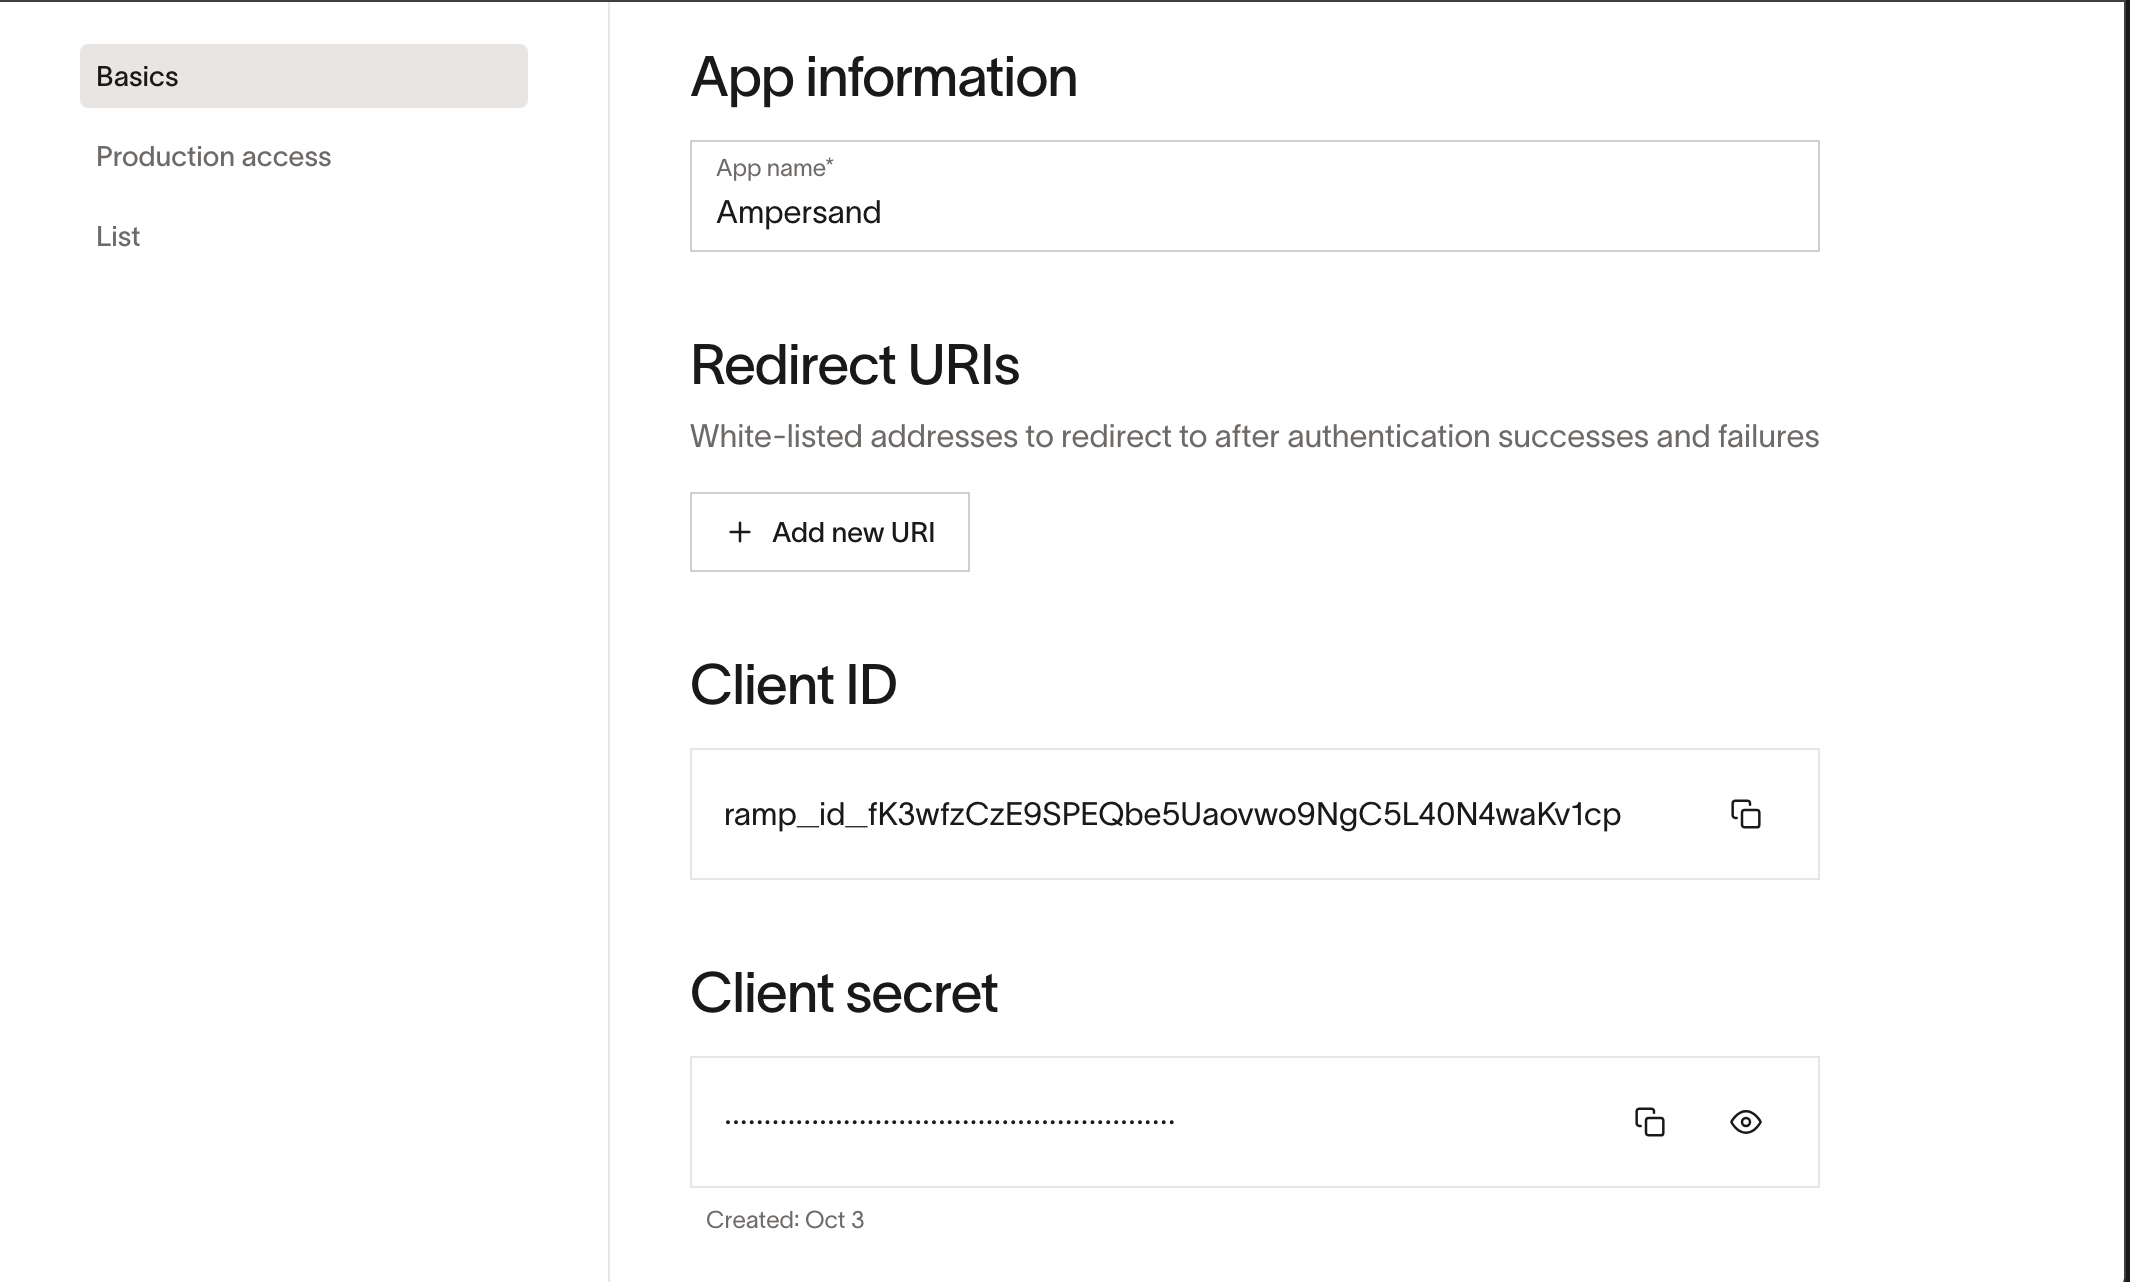 Basics
Production access
List
App information
App name*
Ampersand
Redirect URIs
White-listed addresses to redirect to after authentication successes and failures
Add new URI
Client ID
ramp_id_fK3wfzCzE9SPEQbe5Uaovwo9NgC5L40N4waKv1cp
Client secret
Created: Oct 3